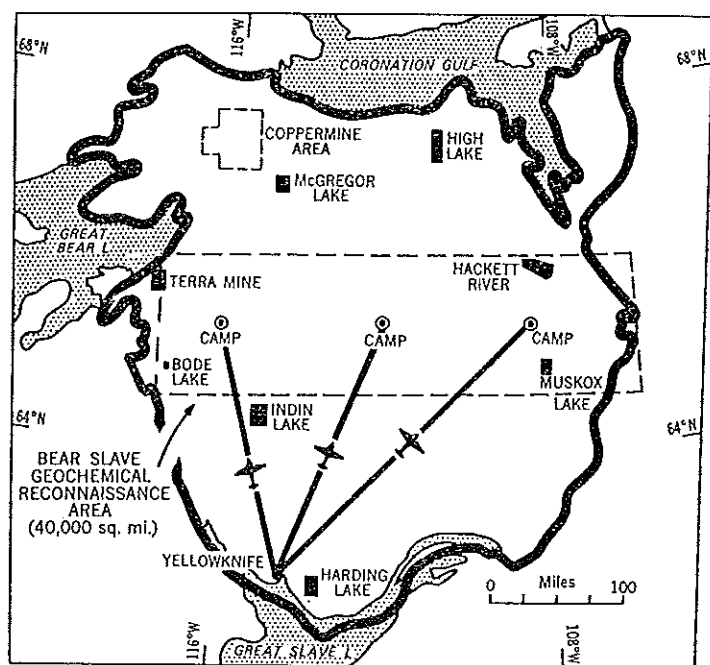 116°W
108°W
68°N
68°N
CORONATION GULF
COPPERMINE
AREA
HIGH
LAKE
McGREGOR
LAKE
GREAT
BEAR L
HACKETT
RIVER
TERRA MINE
CAMP
CAMP
CAMP
BODE
LAKE
MUSKOX
LAKE
INDIN
LAKE
64°N
64°N
BEAR SLAVE
GEOCHEMICAL
RECONNAISSANCE
AREA
(40,000 sq. mi.)
YELLOWKNIFE
HARDING
LAKE
0 Miles 100
116°W
GREAT SLAVE L
108°W